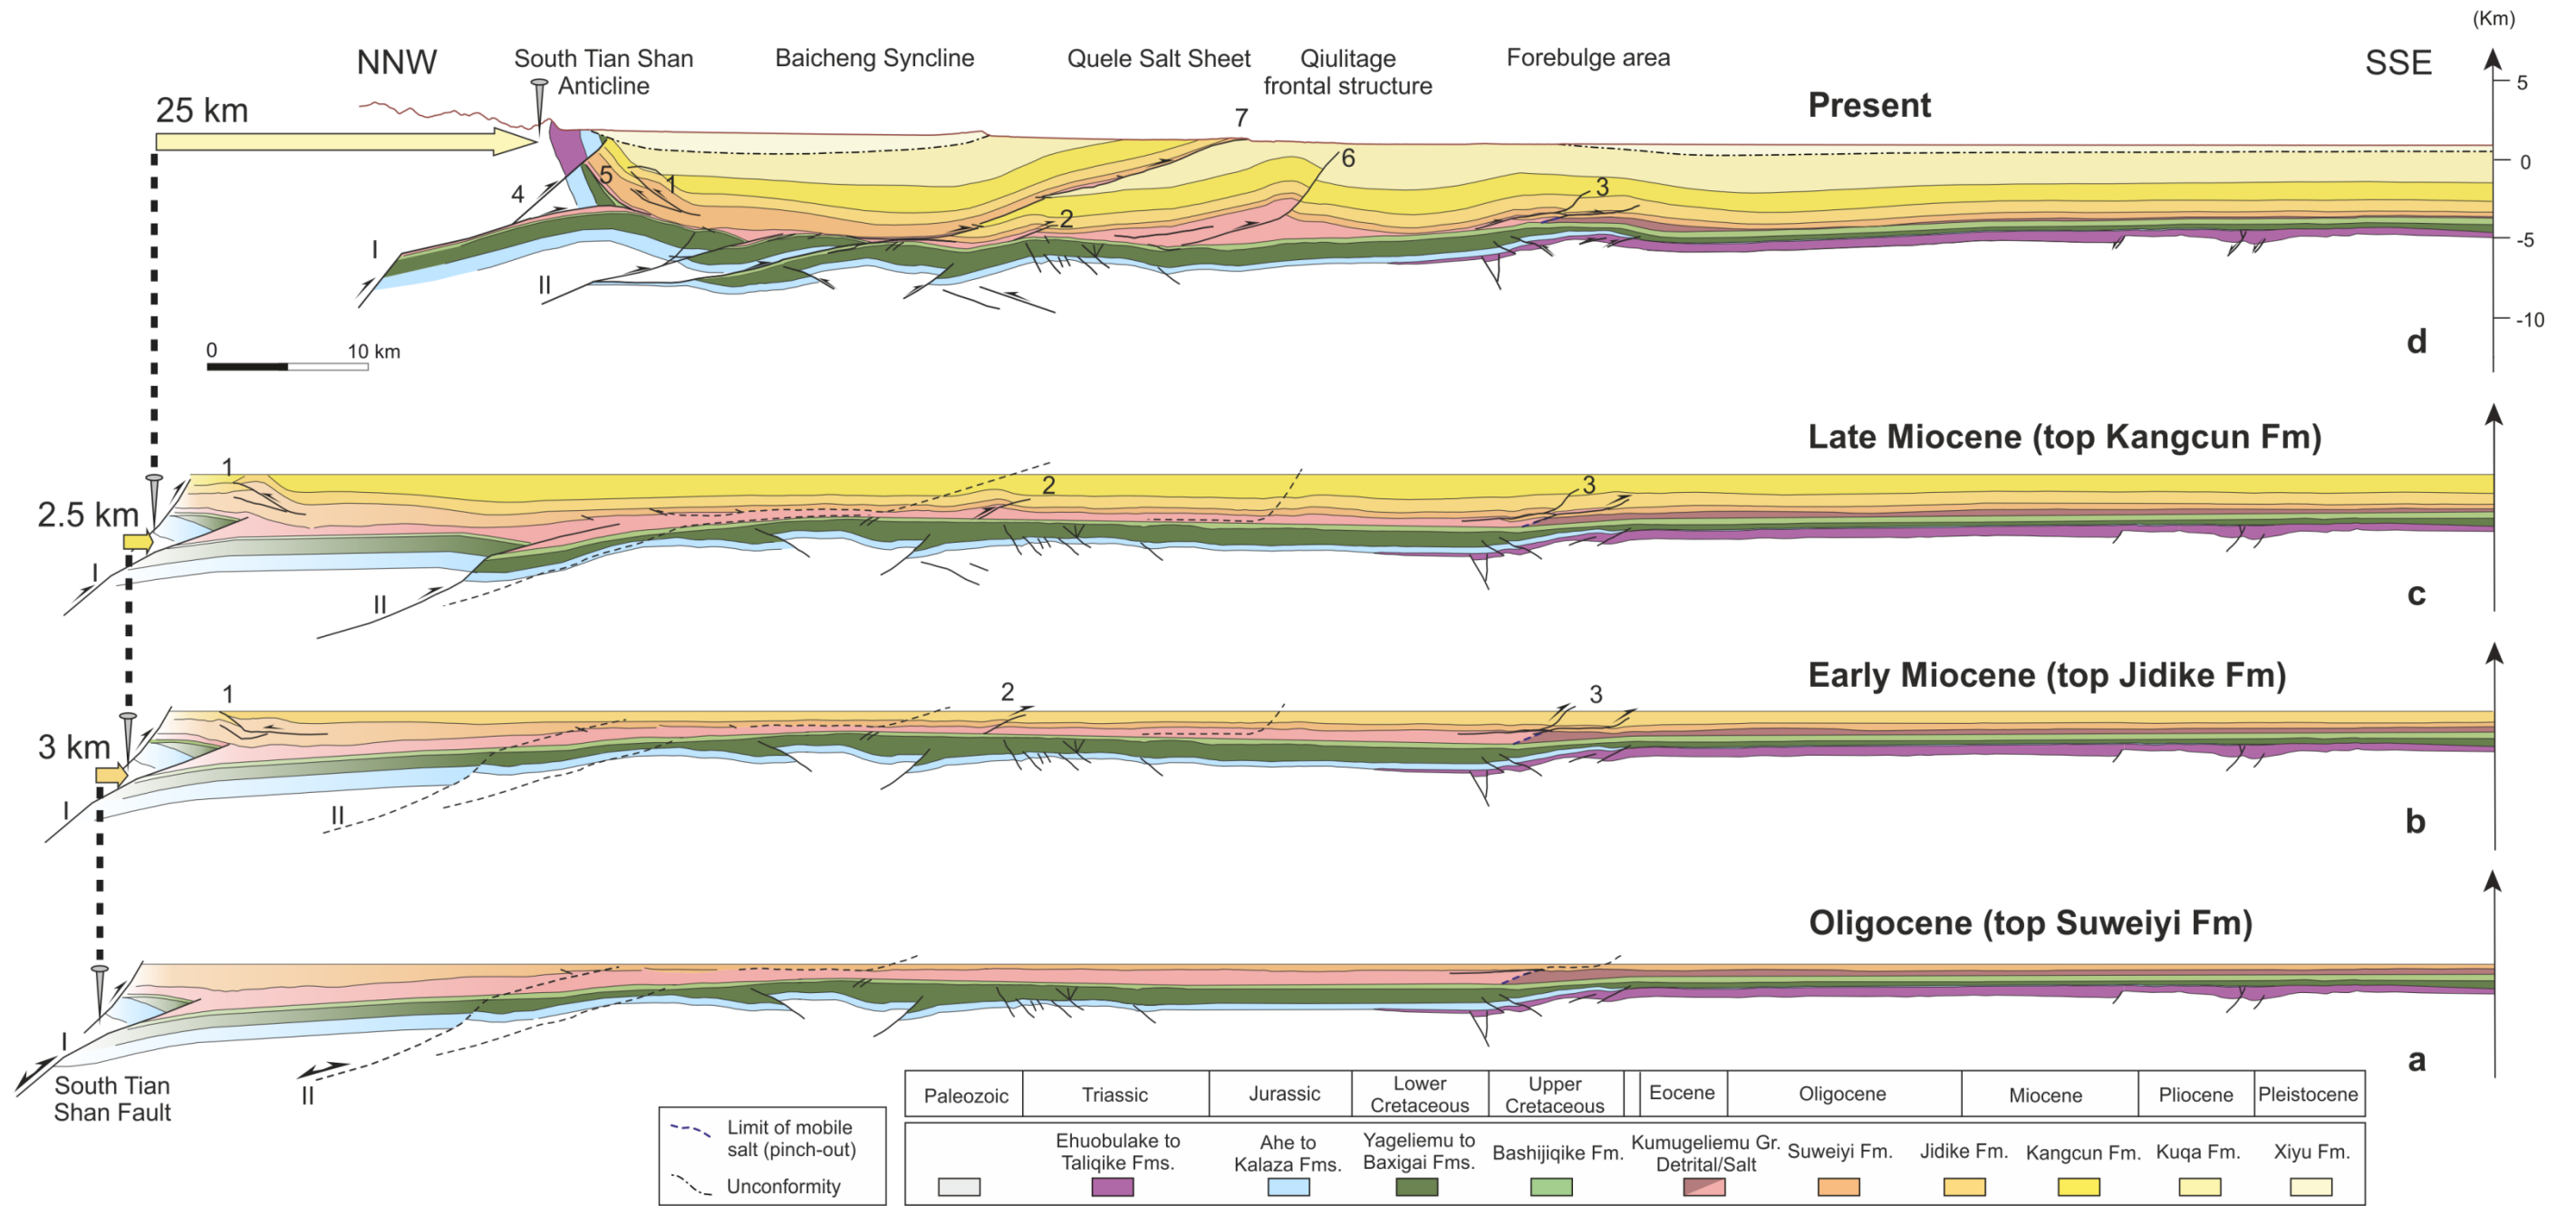 (Km)
NNW
South Tian Shan
Anticline
Baicheng Syncline
Quele Salt Sheet
Qiulitage
frontal structure
Forebulge area
SSE
25 km
Present
5
0
-5
-10
7
6
5
4
1
2
3
I
II
0
10 km
d
Late Miocene (top Kangcun Fm)
1
2
3
2.5 km
I
II
c
Early Miocene (top Jidike Fm)
1
2
3
3 km
I
II
b
Oligocene (top Suweiyi Fm)
I
II
South Tian
Shan Fault
a
Limit of mobile
salt (pinch-out)
Unconformity
Paleozoic
Triassic
Jurassic
Lower
Cretaceous
Upper
Cretaceous
Eocene
Oligocene
Miocene
Pliocene
Pleistocene
Ehuobulake to
Taliqike Fms.
Ahe to
Kalaza Fms.
Yageliemu to
Baxigai Fms.
Bashijiqike Fm.
Kumugeliemu Gr.
Detrital/Salt
Suweiyi Fm.
Jidike Fm.
Kangcun Fm.
Kuqa Fm.
Xiyu Fm.